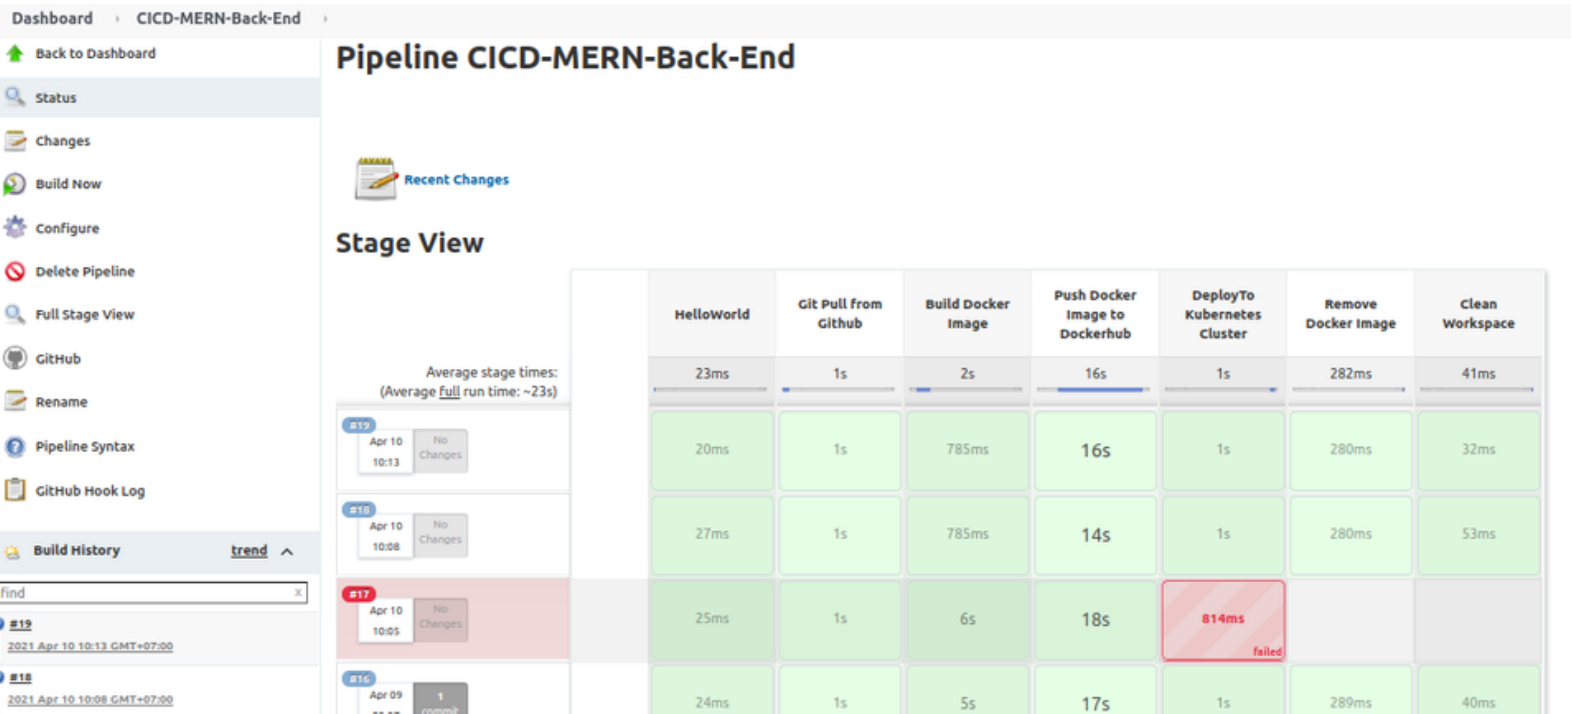 Dashboard › CICD-MERN-Back-End ›
Back to Dashboard
Status
Changes
Build Now
Configure
Delete Pipeline
Full Stage View
GitHub
Rename
Pipeline Syntax
GitHub Hook Log
Build History trend
find x
#19
2021 Apr 10 10:13 GMT+07:00
#18
2021 Apr 10 10:08 GMT+07:00
Pipeline CICD-MERN-Back-End
Recent Changes
Stage View
HelloWorld
Git Pull from
Github
Build Docker
Image
Push Docker
Image to
Dockerhub
DeployTo
Kubernetes
Cluster
Remove
Docker Image
Clean
Workspace
Average stage times:
(Average full run time: ~23s)
23ms 1s 2s 16s 1s 282ms 41ms
#19
Apr 10
10:13
No
Changes
20ms 1s 785ms 16s 1s 280ms 32ms
#18
Apr 10
10:08
No
Changes
27ms 1s 785ms 14s 1s 280ms 53ms
#17
Apr 10
10:05
No
Changes
25ms 1s 6s 18s 814ms
failed
#16
Apr 09
1
commit
24ms 1s 5s 17s 1s 289ms 40ms